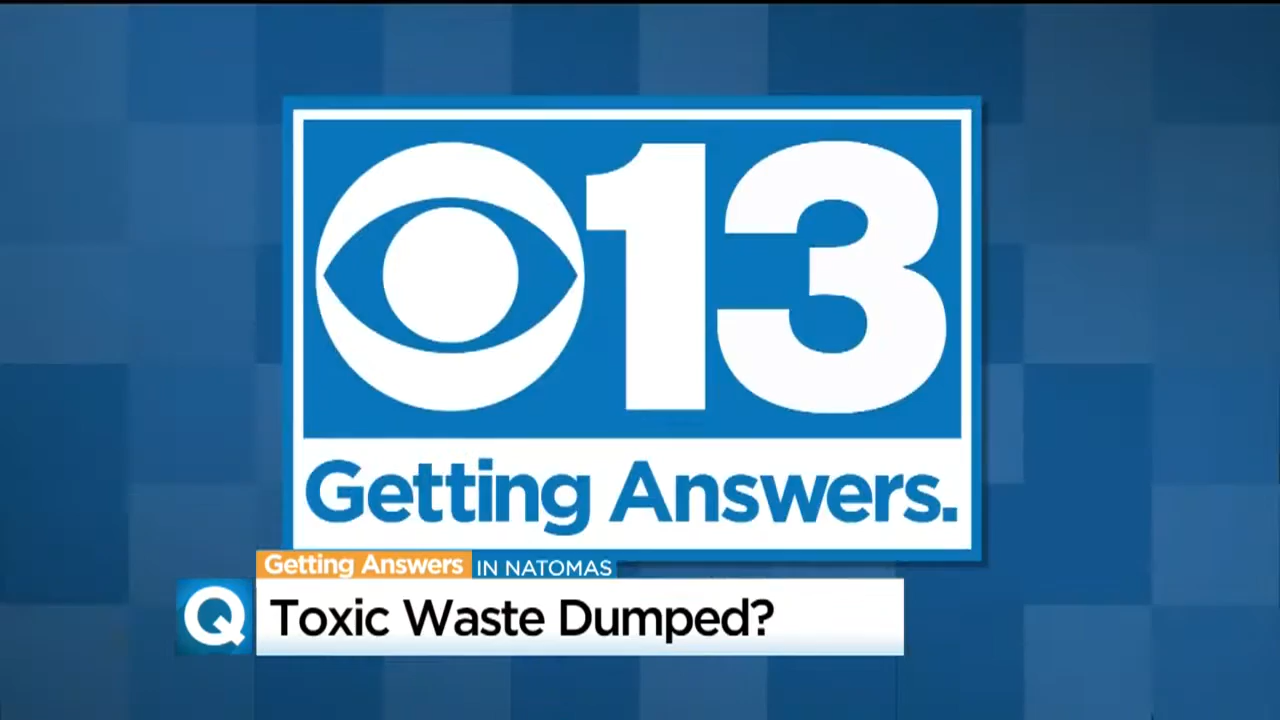 13
Getting Answers.
Getting Answers IN NATOMAS
Q Toxic Waste Dumped?